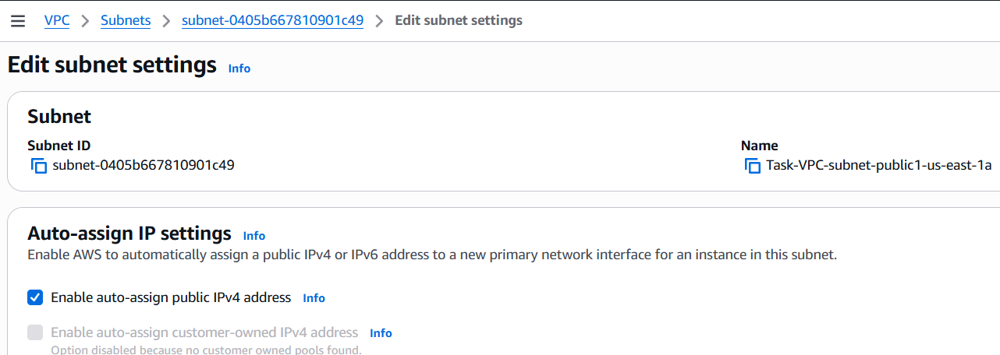 VPC > Subnets > subnet-0405b667810901c49 > Edit subnet settings
Edit subnet settings Info
Subnet
Subnet ID Name
subnet-0405b667810901c49 Task-VPC-subnet-public1-us-east-1a
Auto-assign IP settings Info
Enable AWS to automatically assign a public IPv4 or IPv6 address to a new primary network interface for an instance in this subnet.
Enable auto-assign public IPv4 address Info
Enable auto-assign customer-owned IPv4 address Info
Option disabled because no customer owned pools found.